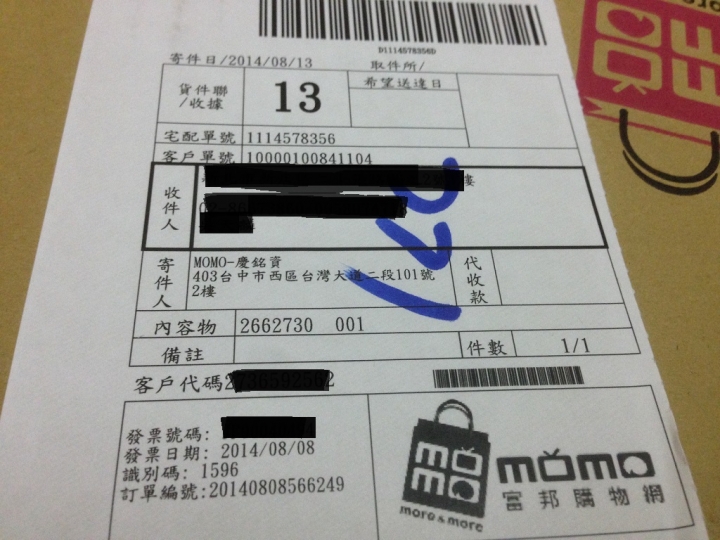 D1114578356D
寄件日/2014/08/13 取件所/
貨件聯/收據 13 希望送達日
宅配單號 1114578356
客戶單號 10000100841104
收件人 樓
寄件人 MOMO-慶銘資 代收款
403台中市西區台灣大道二段101號
2樓
內容物 2662730 001
備註 件數 1/1
客戶代碼
發票號碼:
發票日期: 2014/08/08
識別碼: 1596
訂單編號:20140808566249
momo
富邦購物網
more & more